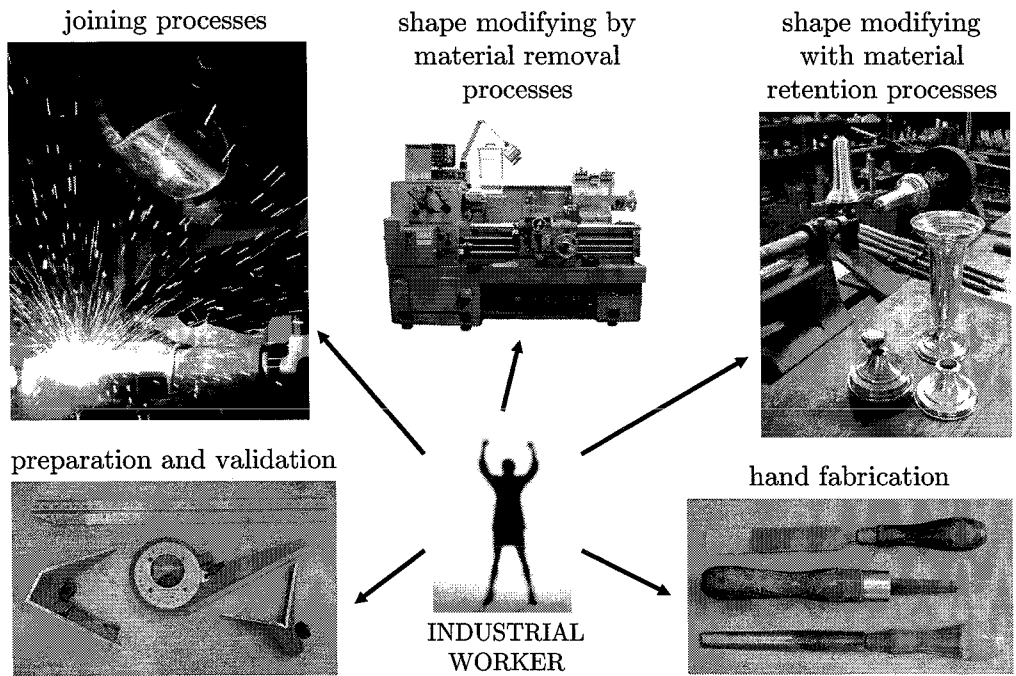 joining processes
shape modifying by
material removal
processes
shape modifying
with material
retention processes
preparation and validation
hand fabrication
INDUSTRIAL
WORKER